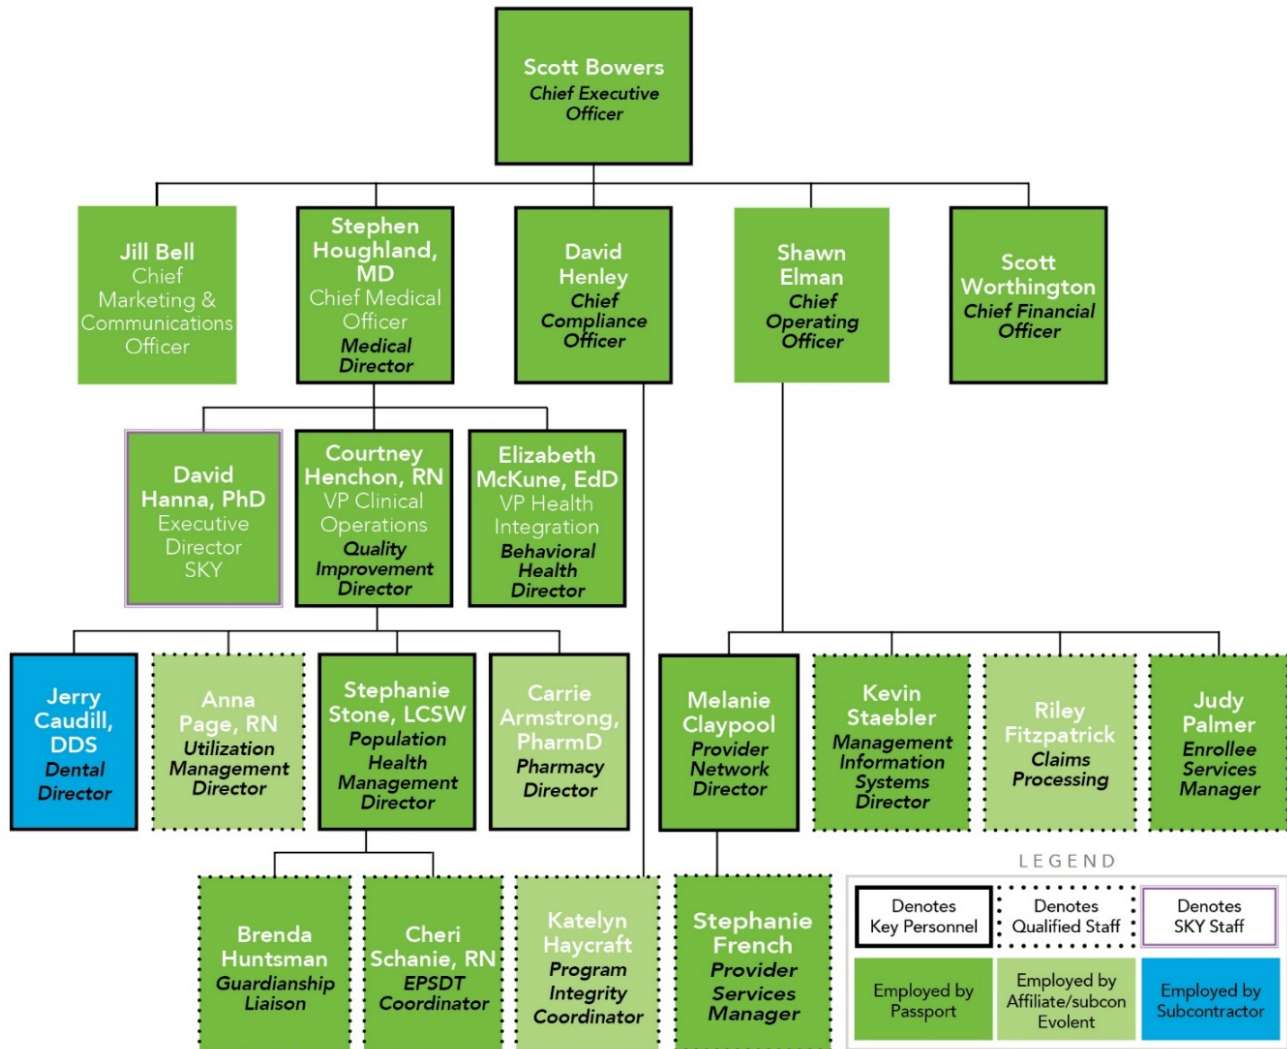 Scott Bowers
Chief Executive
Officer
Jill Bell
Chief
Marketing &
Communications
Officer
Stephen
Houghland,
MD
Chief Medical
Officer
Medical
Director
David
Henley
Chief
Compliance
Officer
Shawn
Elman
Chief
Operating
Officer
Scott
Worthington
Chief Financial
Officer
David
Hanna, PhD
Executive
Director
SKY
Courtney
Henchon, RN
VP Clinical
Operations
Quality
Improvement
Director
Elizabeth
McKune, EdD
VP Health
Integration
Behavioral
Health
Director
Jerry
Caudill,
DDS
Dental
Director
Anna
Page, RN
Utilization
Management
Director
Stephanie
Stone, LCSW
Population
Health
Management
Director
Carrie
Armstrong,
PharmD
Pharmacy
Director
Melanie
Claypool
Provider
Network
Director
Kevin
Staebler
Management
Information
Systems
Director
Riley
Fitzpatrick
Claims
Processing
Judy
Palmer
Enrollee
Services
Manager
Brenda
Huntsman
Guardianship
Liaison
Cheri
Schanie, RN
EPSDT
Coordinator
Katelyn
Haycraft
Program
Integrity
Coordinator
Stephanie
French
Provider
Services
Manager
LEGEND
Denotes
Key Personnel
Denotes
Qualified Staff
Denotes
SKY Staff
Employed by
Passport
Employed by
Affiliate/subcon
Evolent
Employed by
Subcontractor